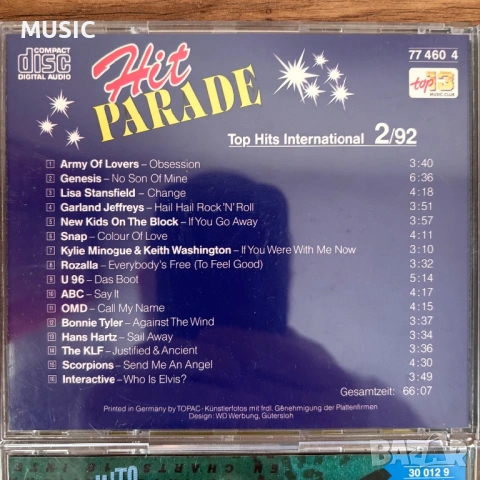 MUSIC
COMPACT
disc
DIGITAL AUDIO
Hit
PARADE
77 460 4
top 13
MUSIC-CLUB
Top Hits International 2/92
1 Army Of Lovers – Obsession 3:40
2 Genesis – No Son Of Mine 6:36
3 Lisa Stansfield – Change 4:18
4 Garland Jeffreys – Hail Hail Rock'N'Roll 3:51
5 New Kids On The Block – If You Go Away 3:57
6 Snap – Colour Of Love 4:11
7 Kylie Minogue & Keith Washington – If You Were With Me Now 3:10
8 Rozalla – Everybody's Free (To Feel Good) 3:32
9 U 96 – Das Boot 5:14
10 ABC – Say It 4:17
11 OMD – Call My Name 4:15
12 Bonnie Tyler – Against The Wind 3:37
13 Hans Hartz – Sail Away 3:34
14 The KLF – Justified & Ancient 3:36
15 Scorpions – Send Me An Angel 4:30
16 Interactive – Who Is Elvis? 3:49
Gesamtzeit: 66:07
Printed in Germany by TOPAC · Künstlerfotos mit frdl. Genehmigung der Plattenfirmen
Design: WD Werbung, Gütersloh
EN CHARTS
HITO
BAZAR
30 012 9